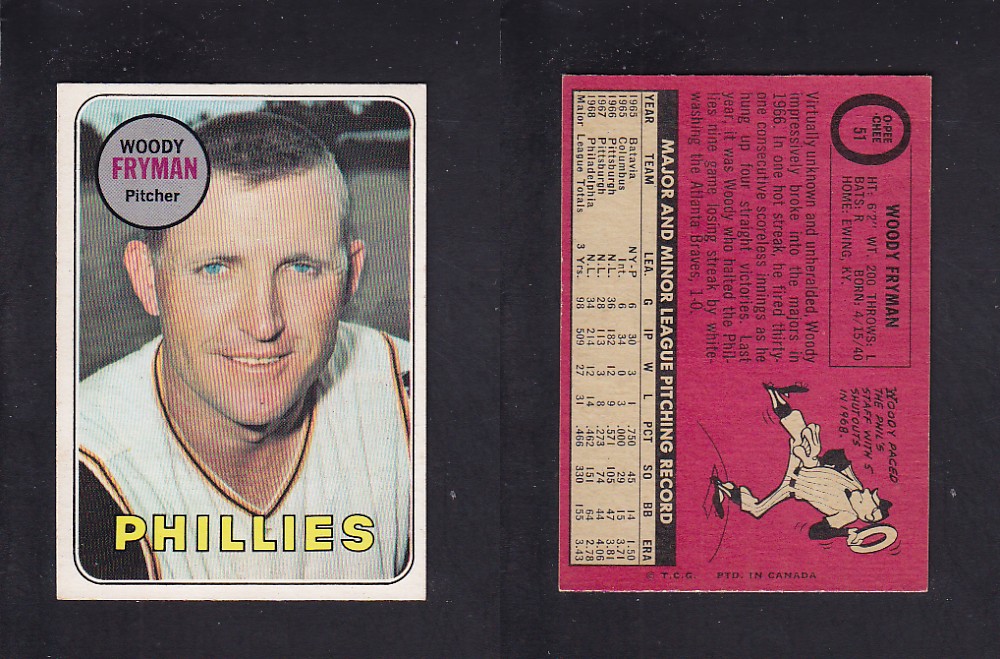 WOODY
FRYMAN
Pitcher
PHILLIES
O-PEE
CHEE
51
WOODY FRYMAN
HT: 6'2" WT. 200 THROWS: L
BATS: R BORN: 4/15/40
HOME: EWING, KY.
Virtually unknown and unheralded, Woody
impressively broke into the majors in
1966. In one hot streak, he fired thirty-
one consecutive scoreless innings as he
hung up four straight victories. Last
year, it was Woody who halted the Phil-
lies nine game losing streak by white-
washing the Atlanta Braves, 1-0.
WOODY PACED
THE PHIL'S
STAFF WITH 5
SHUTOUTS
IN 1968.
MAJOR AND MINOR LEAGUE PITCHING RECORD
YEAR TEAM LEA. G IP W L PCT SO BB ERA
1965 Batavia NY-P 6 30 3 1 .750 45 14 1.50
1965 Columbus Int. 6 34 0 3 .000 29 15 3.71
1966 Pittsburgh N.L. 36 182 12 9 .571 105 47 3.81
1967 Pittsburgh N.L. 28 113 3 8 .273 74 44 4.06
1968 Philadelphia N.L. 34 214 12 14 .462 151 64 2.78
Major League Totals 3 Yrs. 98 509 27 31 .466 330 155 3.43
© T.C.G. PTD. IN CANADA